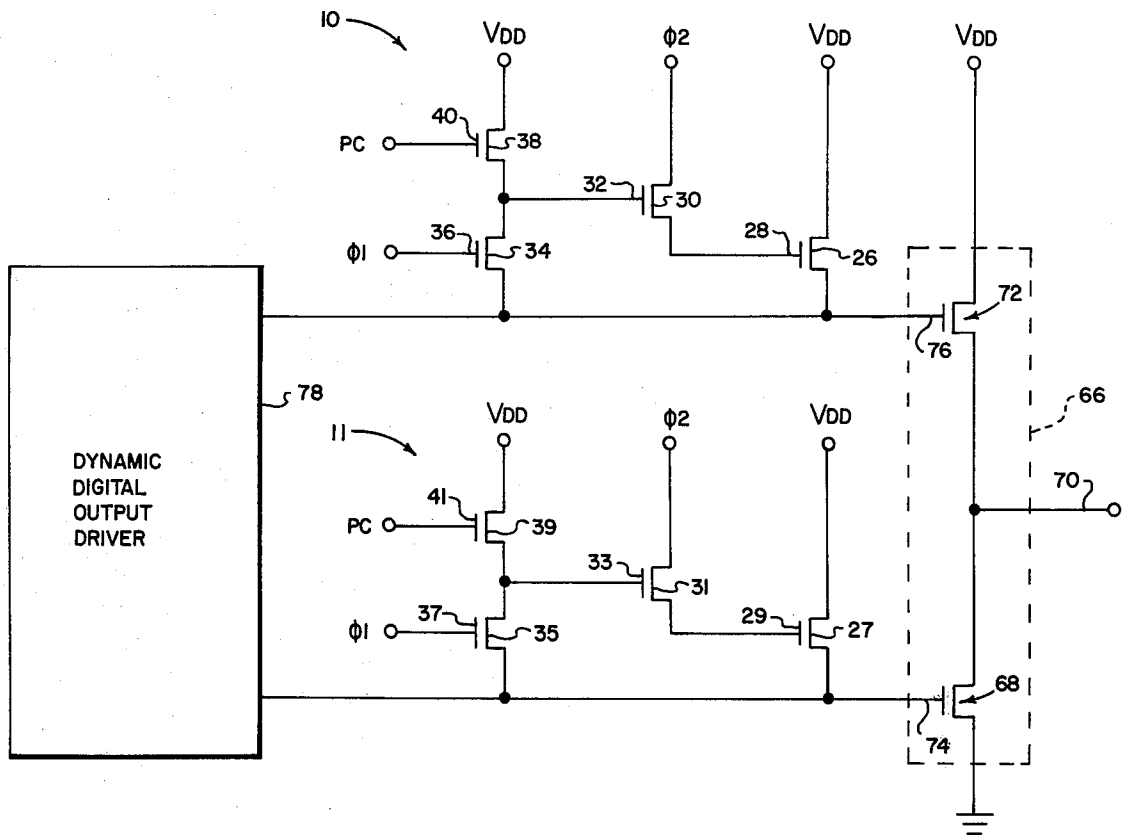 10
VDD
ϕ2
VDD
VDD
40
PC
38
32
30
36
ϕ1
34
28
26
72
76
78
66
11
VDD
ϕ2
VDD
DYNAMIC
DIGITAL
OUTPUT
DRIVER
70
41
PC
39
33
31
37
ϕ1
35
29
27
68
74